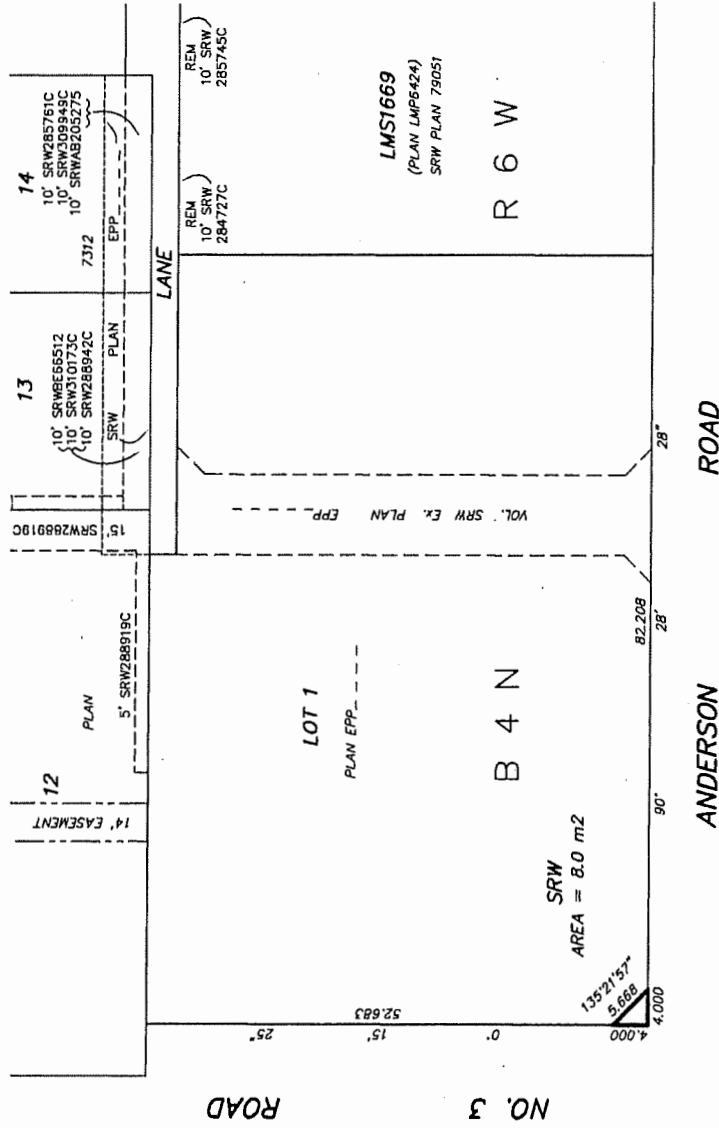 14
10' SRW285761C
10' SRW309949C
10' SRWAB205275
7312
EPP
13
10' SRWBE66512
10' SRW310173C
10' SRW288942C
SRW
PLAN
15' SRW288919C
PLAN
5' SRW288919C
12
14' EASEMENT
LANE
REM
10' SRW
285745C
REM
10' SRW
284727C
LMS1669
(PLAN LMP6424)
SRW PLAN 79051
R 6 W
VOL. SRW Ex. PLAN EPP
LOT 1
PLAN EPP
B 4 N
SRW
AREA = 8.0 m2
135°21'57"
5.668
4.000
4.000
52.683
25"
15'
0°
90°
28'
28"
82.208
NO. 3
ROAD
ANDERSON
ROAD